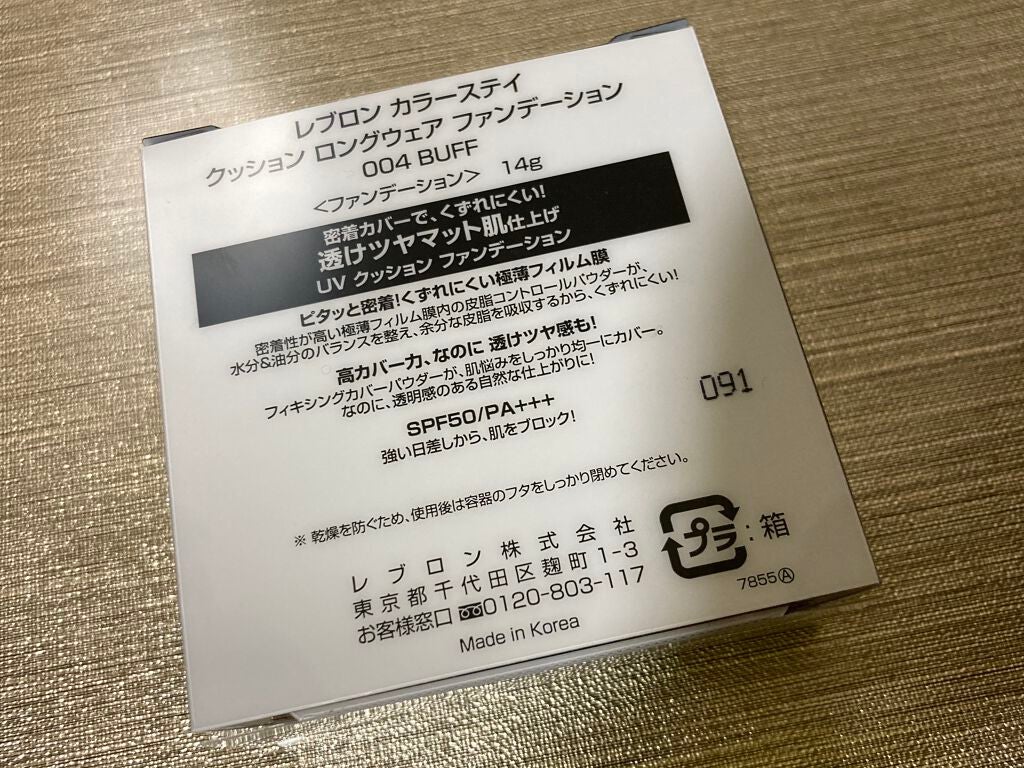 レブロン カラーステイ
クッション ロングウェア ファンデーション
004 BUFF
<ファンデーション> 14g
密着カバーで、くずれにくい!
透けツヤマット肌仕上げ
UV クッション ファンデーション
ピタッと密着!くずれにくい極薄フィルム膜
密着性が高い極薄フィルム膜内の皮脂コントロールパウダーが、
水分&油分のバランスを整え、余分な皮脂を吸収するから、くずれにくい!
高カバー力、なのに 透けツヤ感も!
フィキシングカバーパウダーが、肌悩みをしっかり均一にカバー。
なのに、透明感のある自然な仕上がりに!
SPF50/PA+++
強い日差しから、肌をブロック!
091
※ 乾燥を防ぐため、使用後は容器のフタをしっかり閉めてください。
レブロン株式会社
東京都千代田区麹町1-3
お客様窓口 0120-803-117
Made in Korea
プラ : 箱
7855Ⓐ